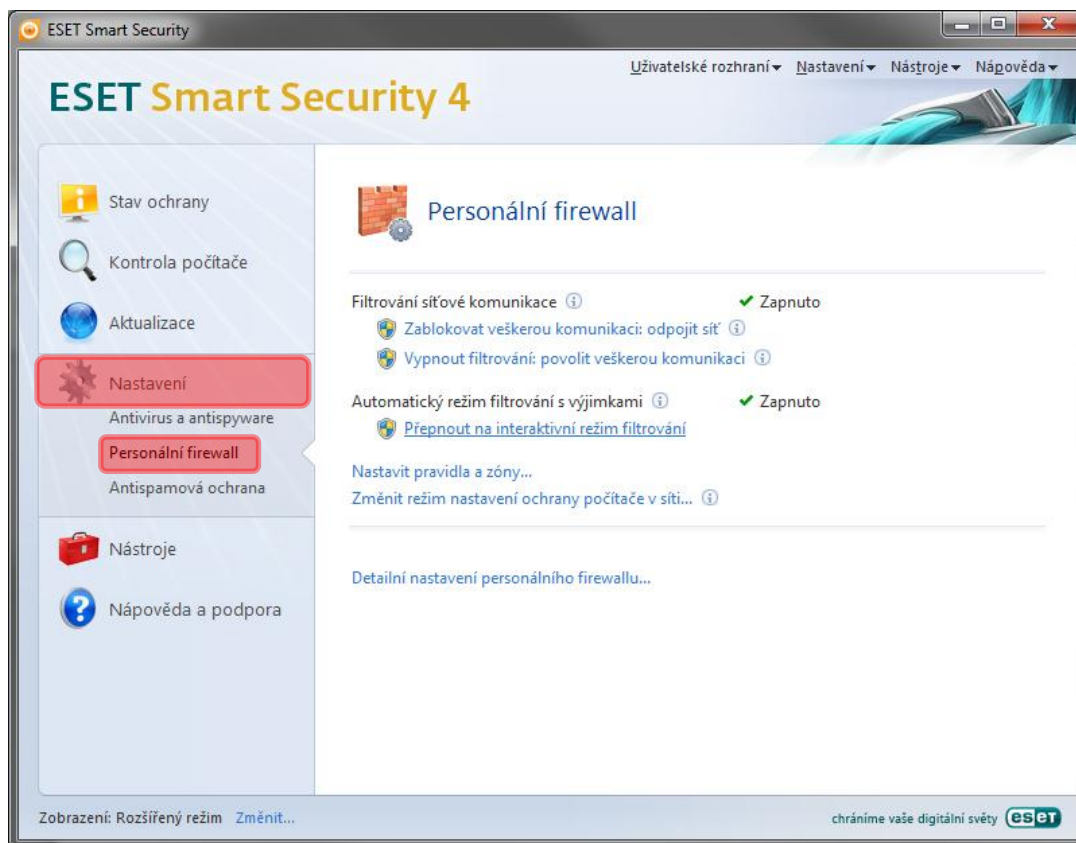 ESET Smart Security
Uživatelské rozhraní Nastavení Nástroje Nápověda
ESET Smart Security 4
Stav ochrany
Kontrola počítače
Aktualizace
Nastavení
Antivirus a antispyware
Personální firewall
Antispamová ochrana
Nástroje
Nápověda a podpora
Personální firewall
Filtrování síťové komunikace Zapnuto
Zablokovat veškerou komunikaci: odpojit síť
Vypnout filtrování: povolit veškerou komunikaci
Automatický režim filtrování s výjimkami Zapnuto
Přepnout na interaktivní režim filtrování
Nastavit pravidla a zóny...
Změnit režim nastavení ochrany počítače v síti...
Detailní nastavení personálního firewallu...
Zobrazení: Rozšířený režim Změnit...
chráníme vaše digitální světy eset